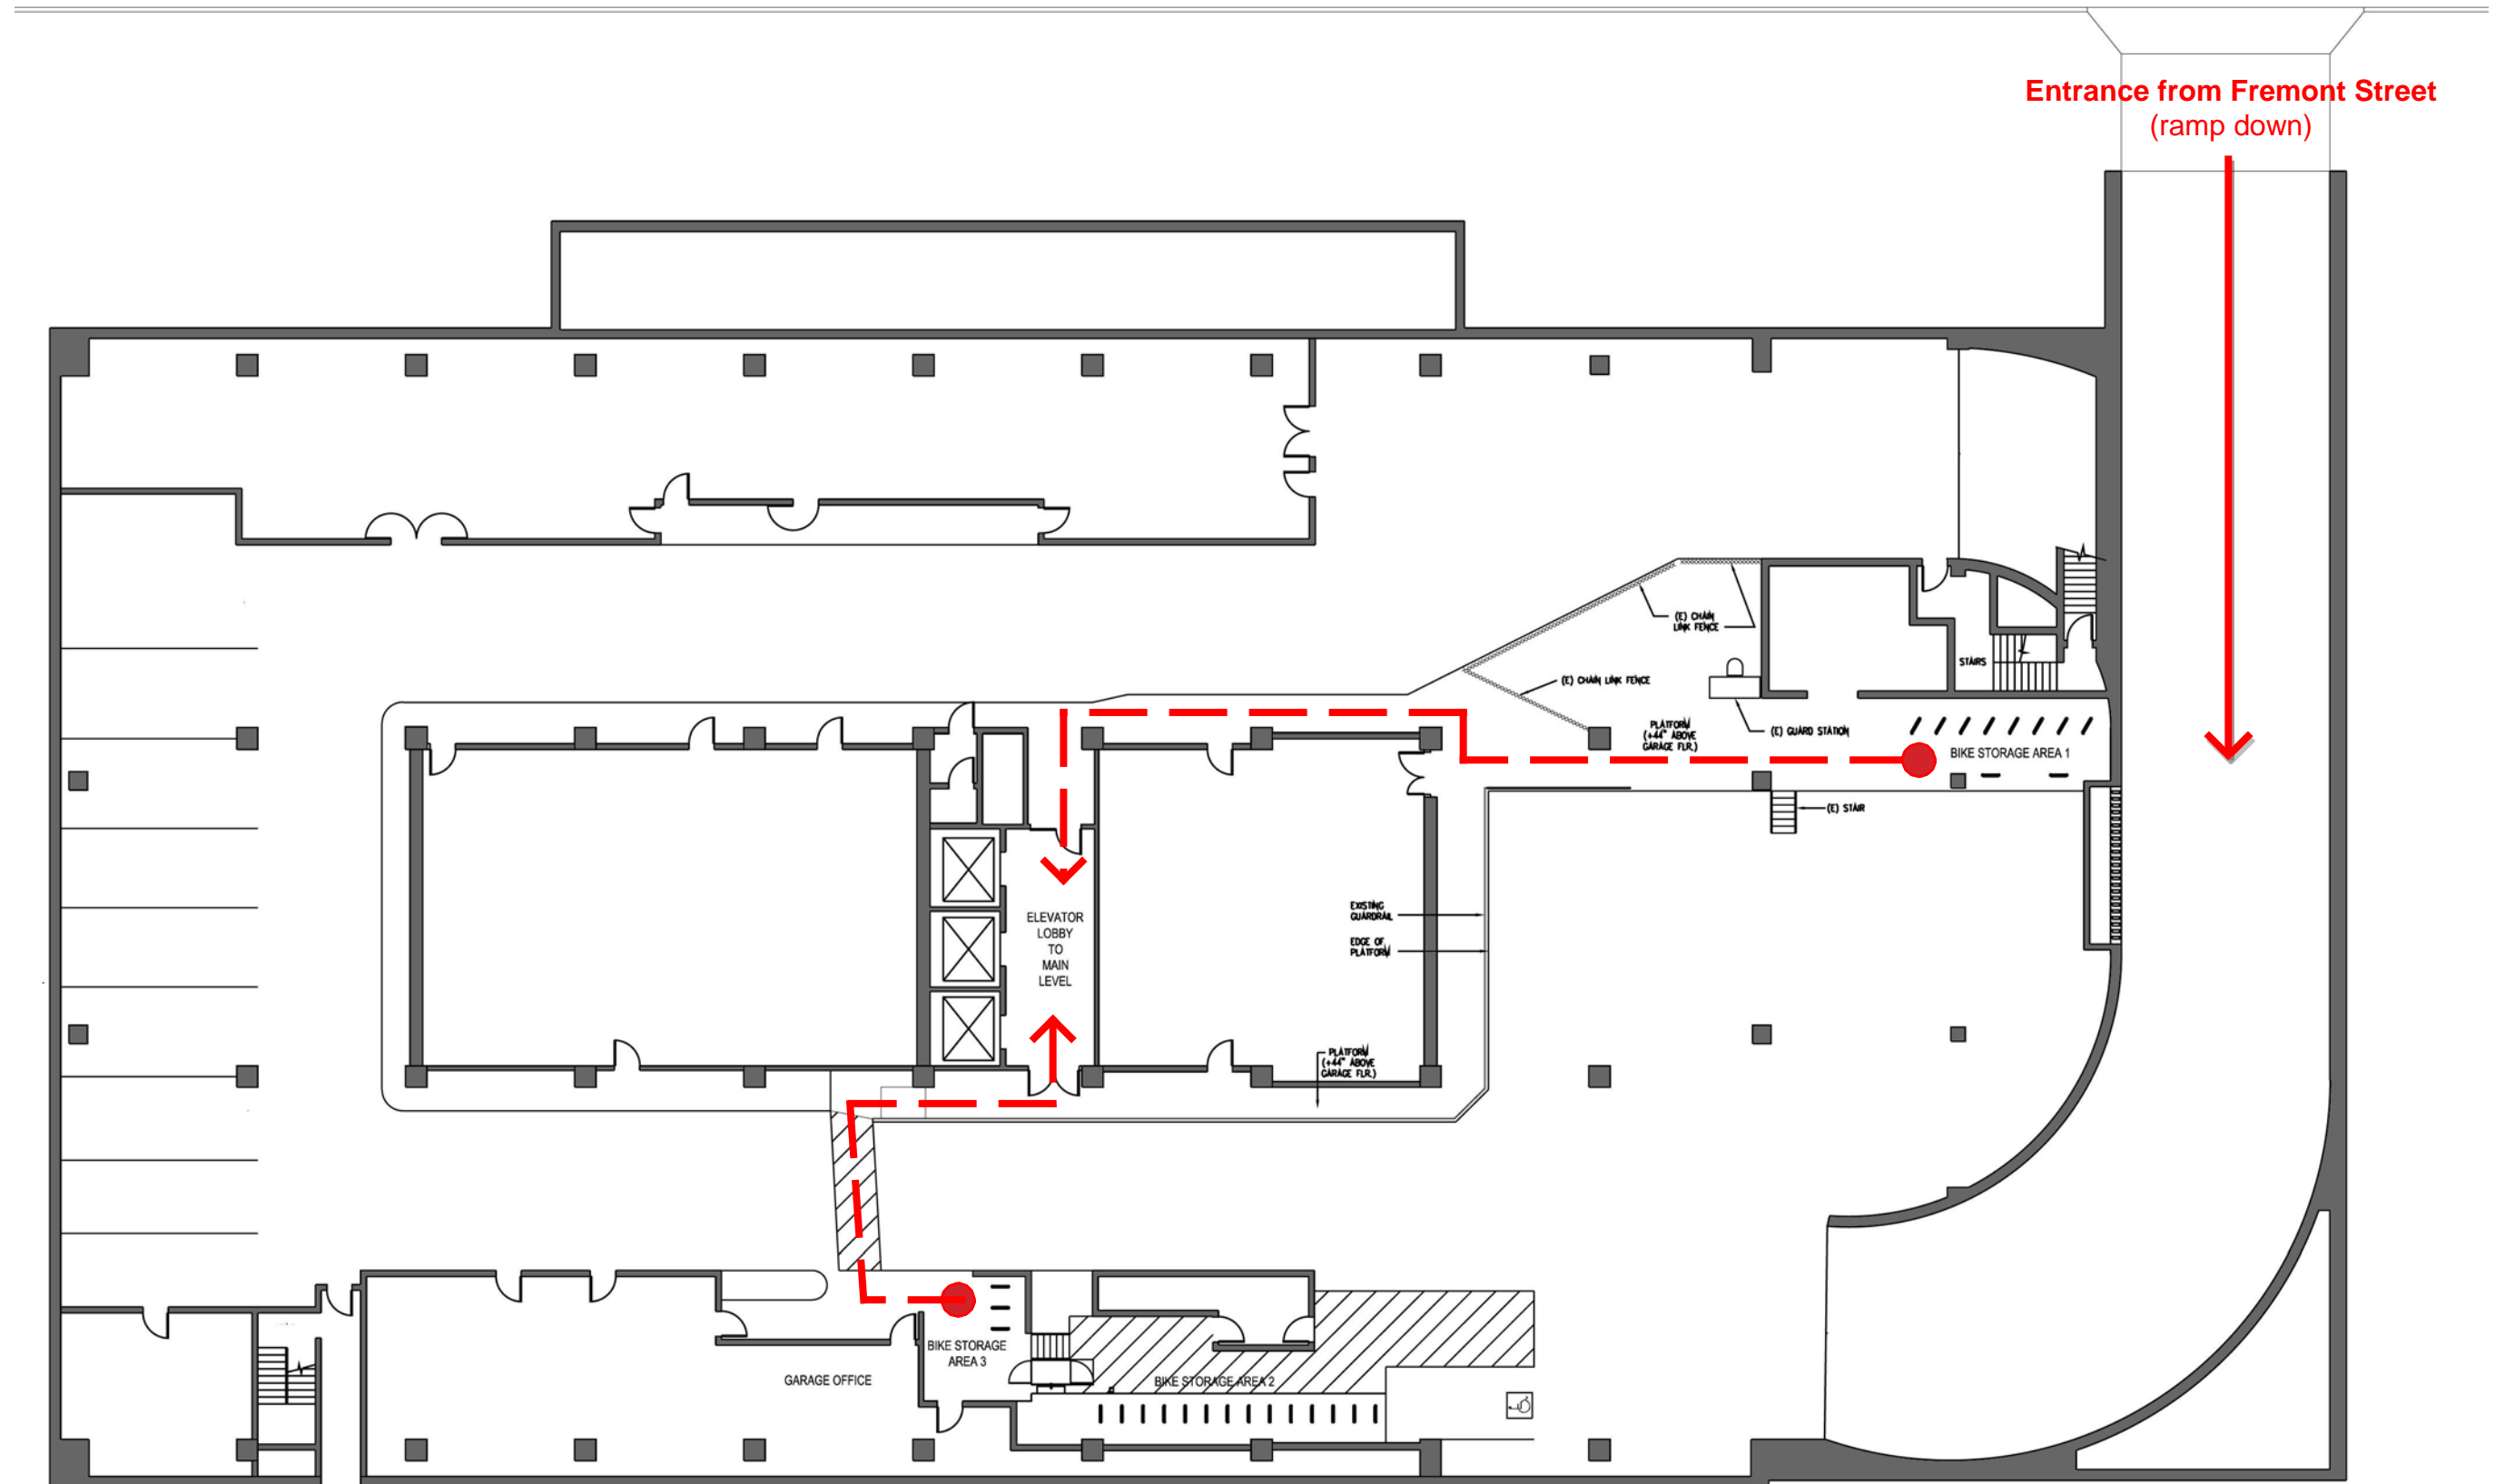 Entrance from Fremont Street
(ramp down)
(E) CHAIN
LINK FENCE
STAIRS
(E) CHAIN LINK FENCE
PLATFORM
(+44" ABOVE
GARAGE FLR.)
(E) GUARD STATION
BIKE STORAGE AREA 1
(E) STAIR
EXISTING
GUARDRAIL
EDGE OF
PLATFORM
ELEVATOR
LOBBY
TO
MAIN
LEVEL
PLATFORM
(+44" ABOVE
GARAGE FLR.)
BIKE STORAGE
AREA 3
GARAGE OFFICE
BIKE STORAGE AREA 2